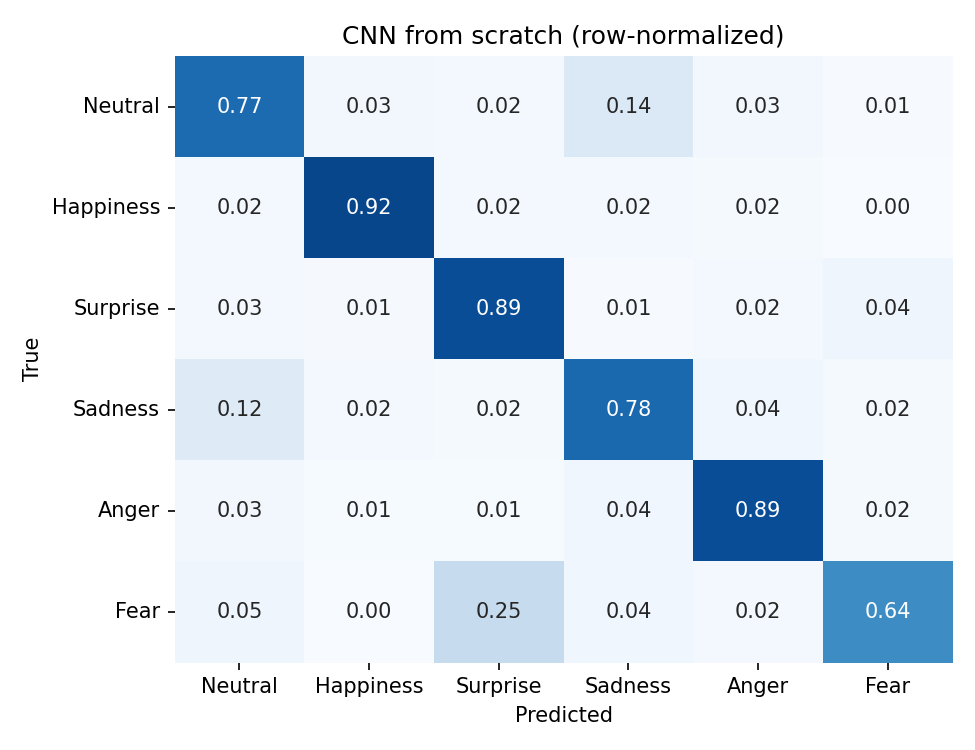 CNN from scratch (row-normalized)
Neutral 0.77 0.03 0.02 0.14 0.03 0.01
Happiness 0.02 0.92 0.02 0.02 0.02 0.00
Surprise 0.03 0.01 0.89 0.01 0.02 0.04
True
Sadness 0.12 0.02 0.02 0.78 0.04 0.02
Anger 0.03 0.01 0.01 0.04 0.89 0.02
Fear 0.05 0.00 0.25 0.04 0.02 0.64
Neutral Happiness Surprise Sadness Anger Fear
Predicted